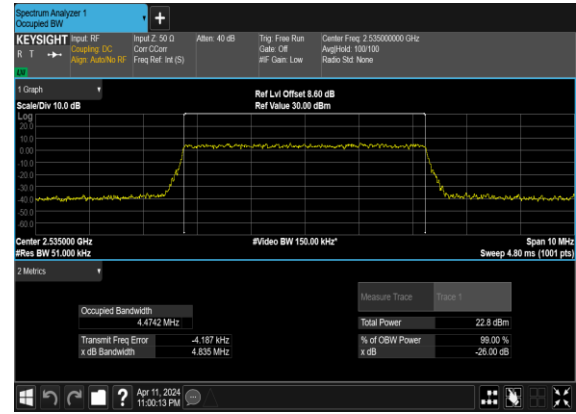 Spectrum Analyzer 1
Occupied BW
+
KEYSIGHT Input: RF Input Z: 50 Ω Atten: 40 dB Trig: Free Run Center Freq: 2.535000000 GHz
R T Coupling: DC Corr CCorr Gate: Off Avg|Hold: 100/100
Align: Auto/No RF Freq Ref: Int (S) #IF Gain: Low Radio Std: None
LW
1 Graph
Ref Lvl Offset 8.60 dB
Scale/Div 10.0 dB Ref Value 30.00 dBm
Log
20.0
10.0
0.00
-10.0
-20.0
-30.0
-40.0
-50.0
-60.0
Center 2.535000 GHz #Video BW 150.00 kHz* Span 10 MHz
#Res BW 51.000 kHz Sweep 4.80 ms (1001 pts)
2 Metrics
Measure Trace Trace 1
Occupied Bandwidth
4.4742 MHz Total Power 22.8 dBm
Transmit Freq Error -4.187 kHz % of OBW Power 99.00 %
x dB Bandwidth 4.835 MHz x dB -26.00 dB
? Apr 11, 2024
11:00:13 PM